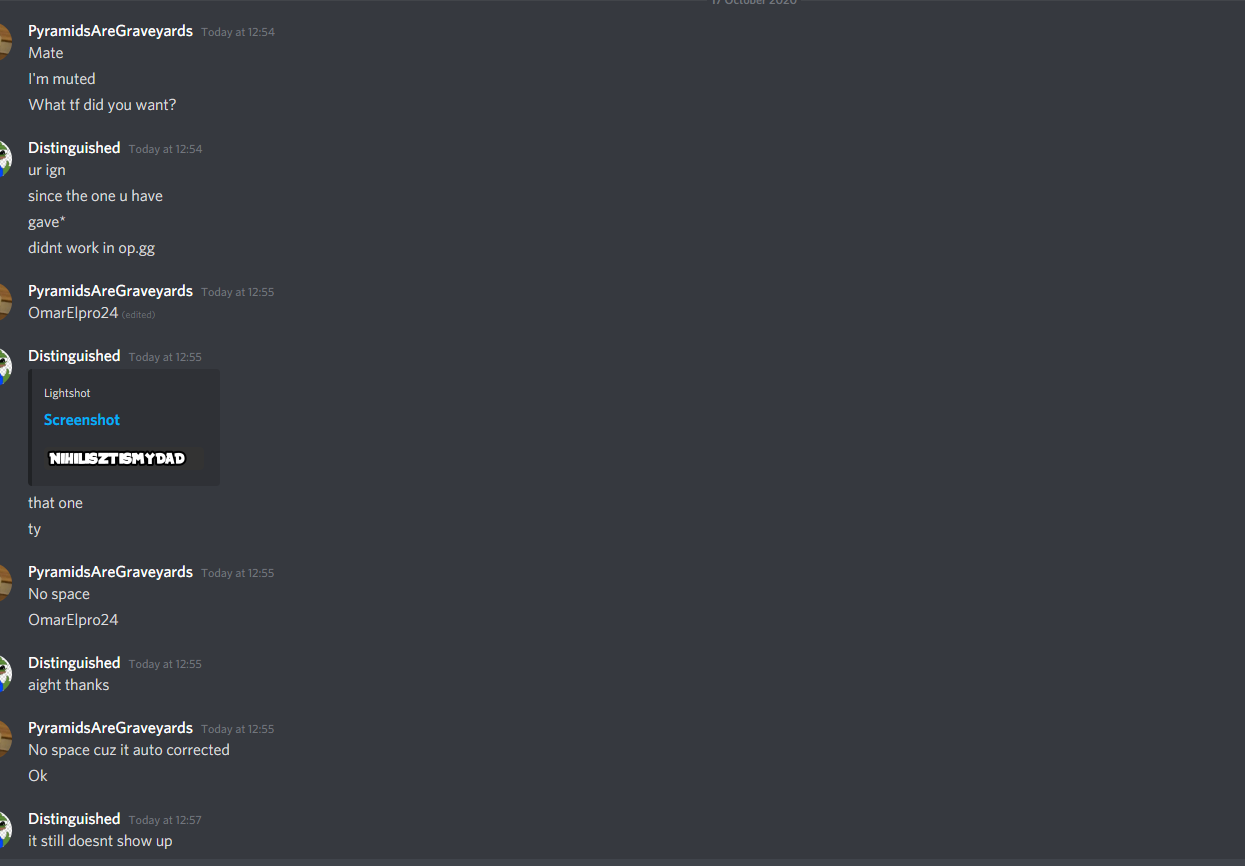 17 October 2020
PyramidsAreGraveyards Today at 12:54
Mate
I'm muted
What tf did you want?
Distinguished Today at 12:54
ur ign
since the one u have
gave*
didnt work in op.gg
PyramidsAreGraveyards Today at 12:55
OmarElpro24 (edited)
Distinguished Today at 12:55
Lightshot
Screenshot
NIHILISZTISMYDAD
that one
ty
PyramidsAreGraveyards Today at 12:55
No space
OmarElpro24
Distinguished Today at 12:55
aight thanks
PyramidsAreGraveyards Today at 12:55
No space cuz it auto corrected
Ok
Distinguished Today at 12:57
it still doesnt show up